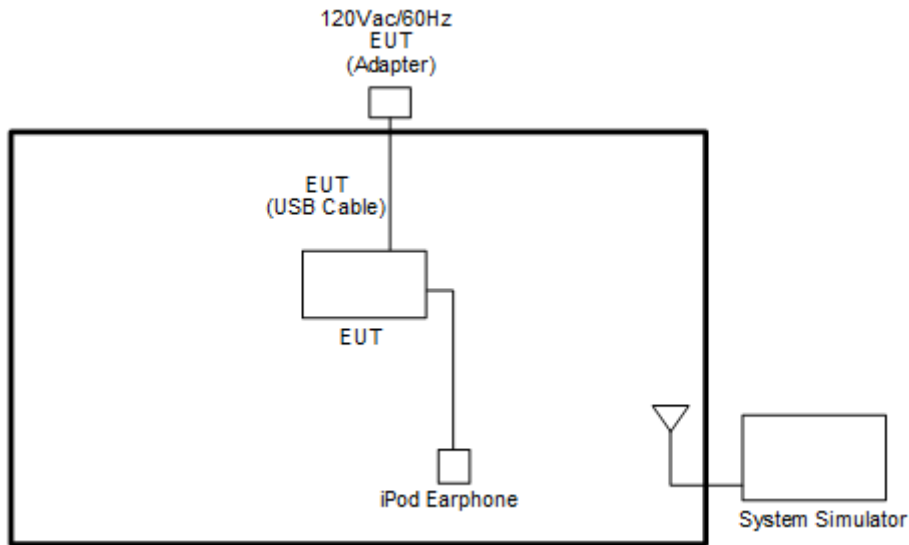 120Vac/60Hz
EUT
(Adapter)
EUT
(USB Cable)
EUT
iPod Earphone
System Simulator